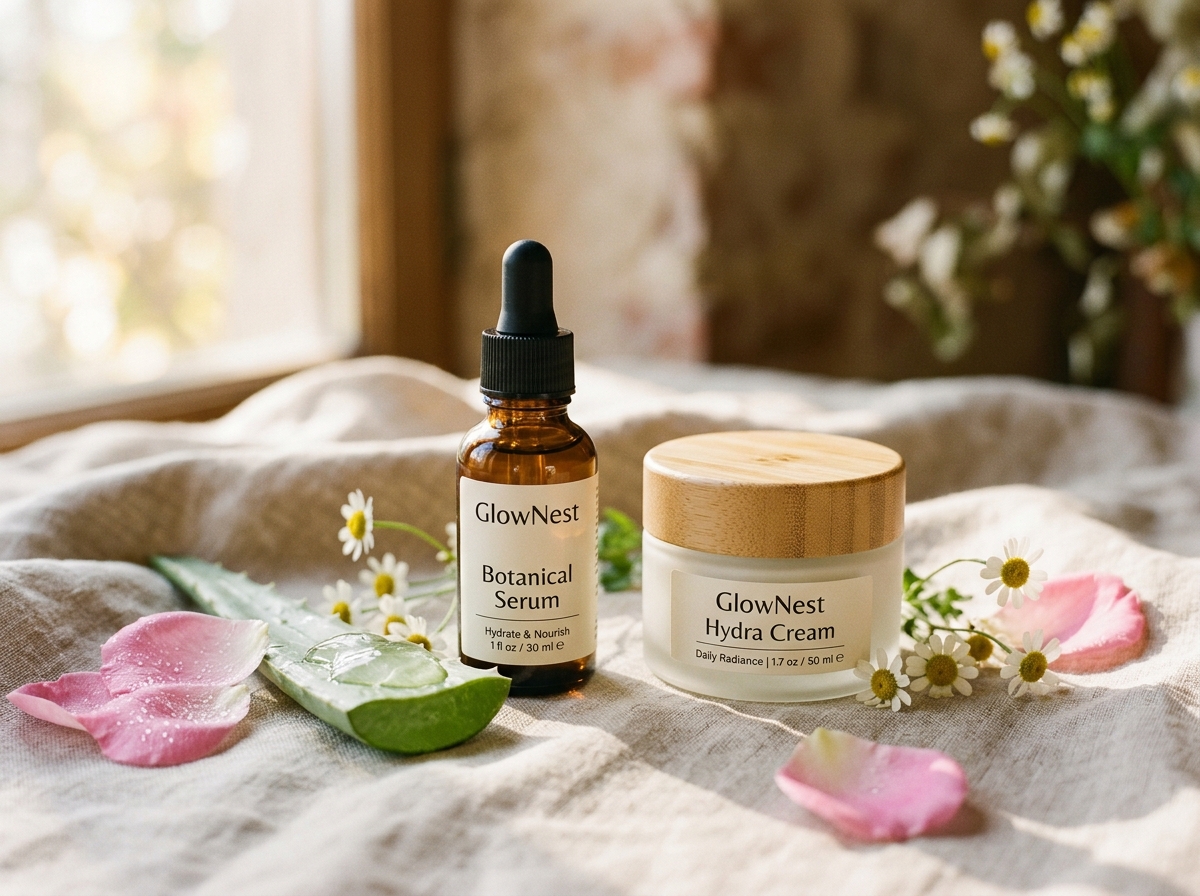 GlowNest
Botanical
Serum
Hydrate & Nourish
1 fl oz / 30 ml ℮
GlowNest
Hydra Cream
Daily Radiance | 1.7 oz / 50 ml ℮